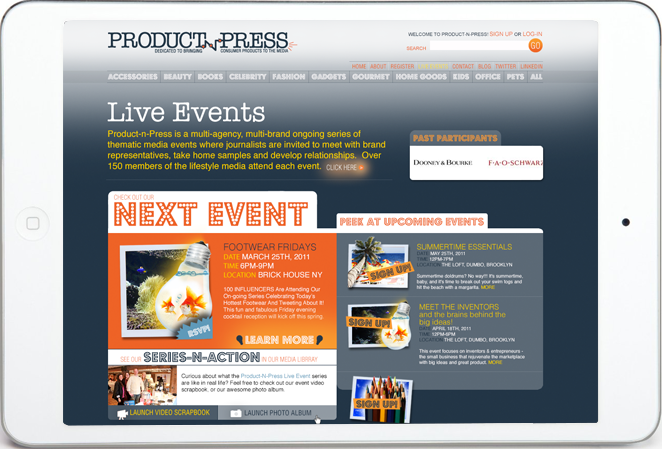 PRODUCT-N-PRESS
DEDICATED TO BRINGING CONSUMER PRODUCTS TO THE MEDIA
WELCOME TO PRODUCT-N-PRESS! SIGN UP OR LOG-IN
SEARCH GO
HOME ABOUT REGISTER CONTACT BLOG TWITTER LINKEDIN
ACCESSORIES BEAUTY BOOKS CELEBRITY FASHION GADGETS GOURMET HOME GOODS KIDS OFFICE PETS ALL
Live Events
Product-n-Press is a multi-agency, multi-brand ongoing series of
thematic media events where journalists are invited to meet with brand
representatives, take home samples and develop relationships. Over
150 members of the lifestyle media attend each event. CLICK HERE
PAST PARTICIPANTS
DOONEY & BOURKE F·A·O·SCHWARZ
CHECK OUT OUR
NEXT EVENT
FOOTWEAR FRIDAYS
DATE MARCH 25TH, 2011
TIME 6PM-9PM
LOCATION BRICK HOUSE NY
100 INFLUENCERS Are Attending Our
On-going Series Celebrating Today's
Hottest Footwear And Tweeting About It!
This fun and fabulous Friday evening
cocktail reception will kick off this spring
RSVP!
LEARN MORE
SEE OUR SERIES-N-ACTION IN OUR MEDIA LIBRARY
Curious about what the Product-N-Press Live Event series
are like in real life? Feel free to check out our event video
scrapbook. or our awesome photo album.
LAUNCH VIDEO SCRAPBOOK LAUNCH PHOTO ALBUM
PEEK AT UPCOMING EVENTS
SUMMERTIME ESSENTIALS
DATE MAY 25TH, 2011
TIME 12PM-7PM
LOCATION THE LOFT, DUMBO, BROOKLYN
Summertime doldrums? No way!!! It's summertime,
baby, and it's time to break out your swim togs and
hit the beach with a margarita. MORE
SIGN UP!
MEET THE INVENTORS
and the brains behind the
big ideas!
DATE APRIL 18TH, 2011
TIME 12PM-8PM
LOCATION THE LOFT, DUMBO, BROOKLYN
This event focuses on inventors & entrepreneurs -
the small business that rejuvenate the marketplace
with big ideas and great product. MORE
SIGN UP!
SIGN UP!